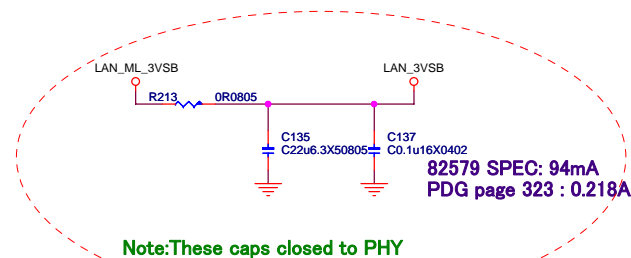 LAN_ML_3VSB
LAN_3VSB
R213
0R0805
C135
C22u6.3X50805
C137
C0.1u16X0402
82579 SPEC: 94mA
PDG page 323 : 0.218A
Note:These caps closed to PHY